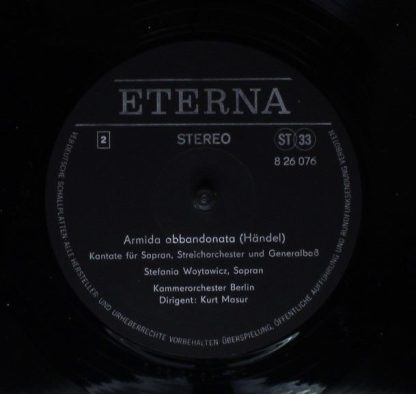 ETERNA
2
STEREO
ST 33
8 26 076
Armida abbandonata (Händel)
Kantate für Sopran, Streichorchester und Generalbaß
Stefania Woytowicz, Sopran
Kammerorchester Berlin
Dirigent: Kurt Masur
VEB DEUTSCHE SCHALLPLATTEN ALLE HERSTELLER- UND URHEBERRECHTE VORBEHALTEN ÜBERSPIELUNG, ÖFFENTLICHE AUFFÜHRUNG UND RUNDFUNKSENDUNG VERBOTEN